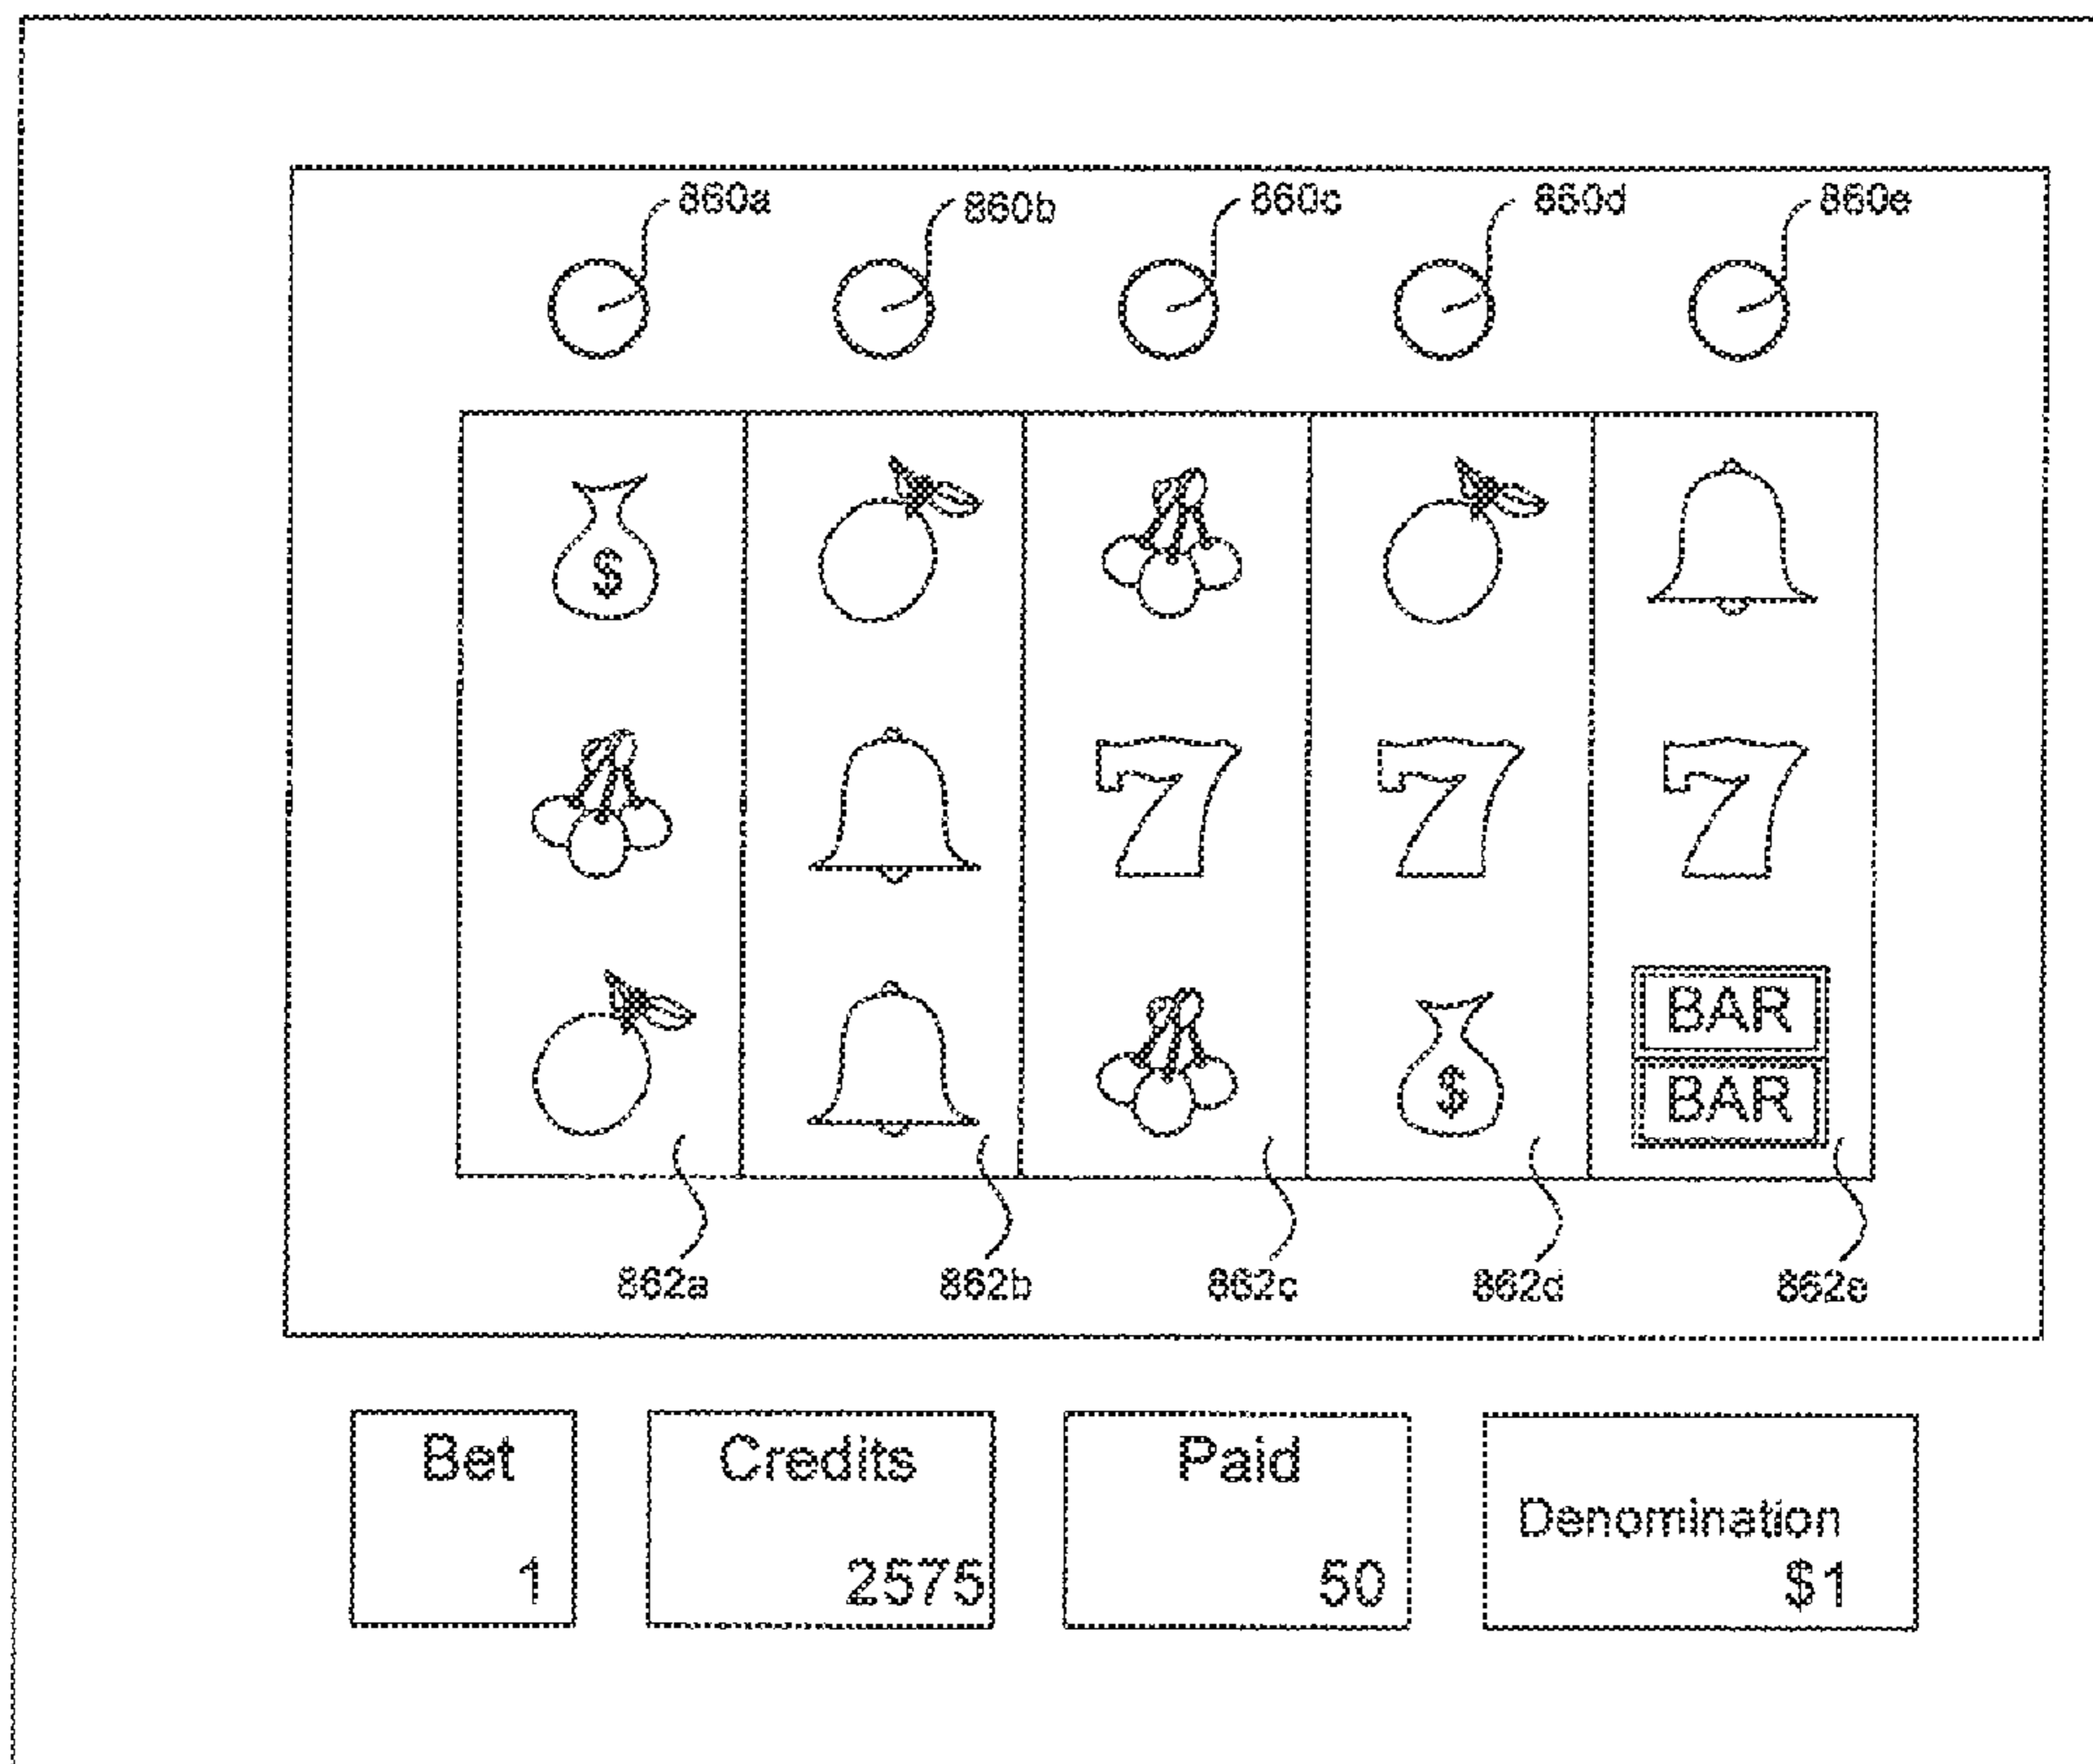 860a 860b 860c 860d 860e
$
7 7 7
BAR
$ BAR
862a 862b 862c 862d 862e
Bet Credits Paid
Denomination
1 2575 50 $1